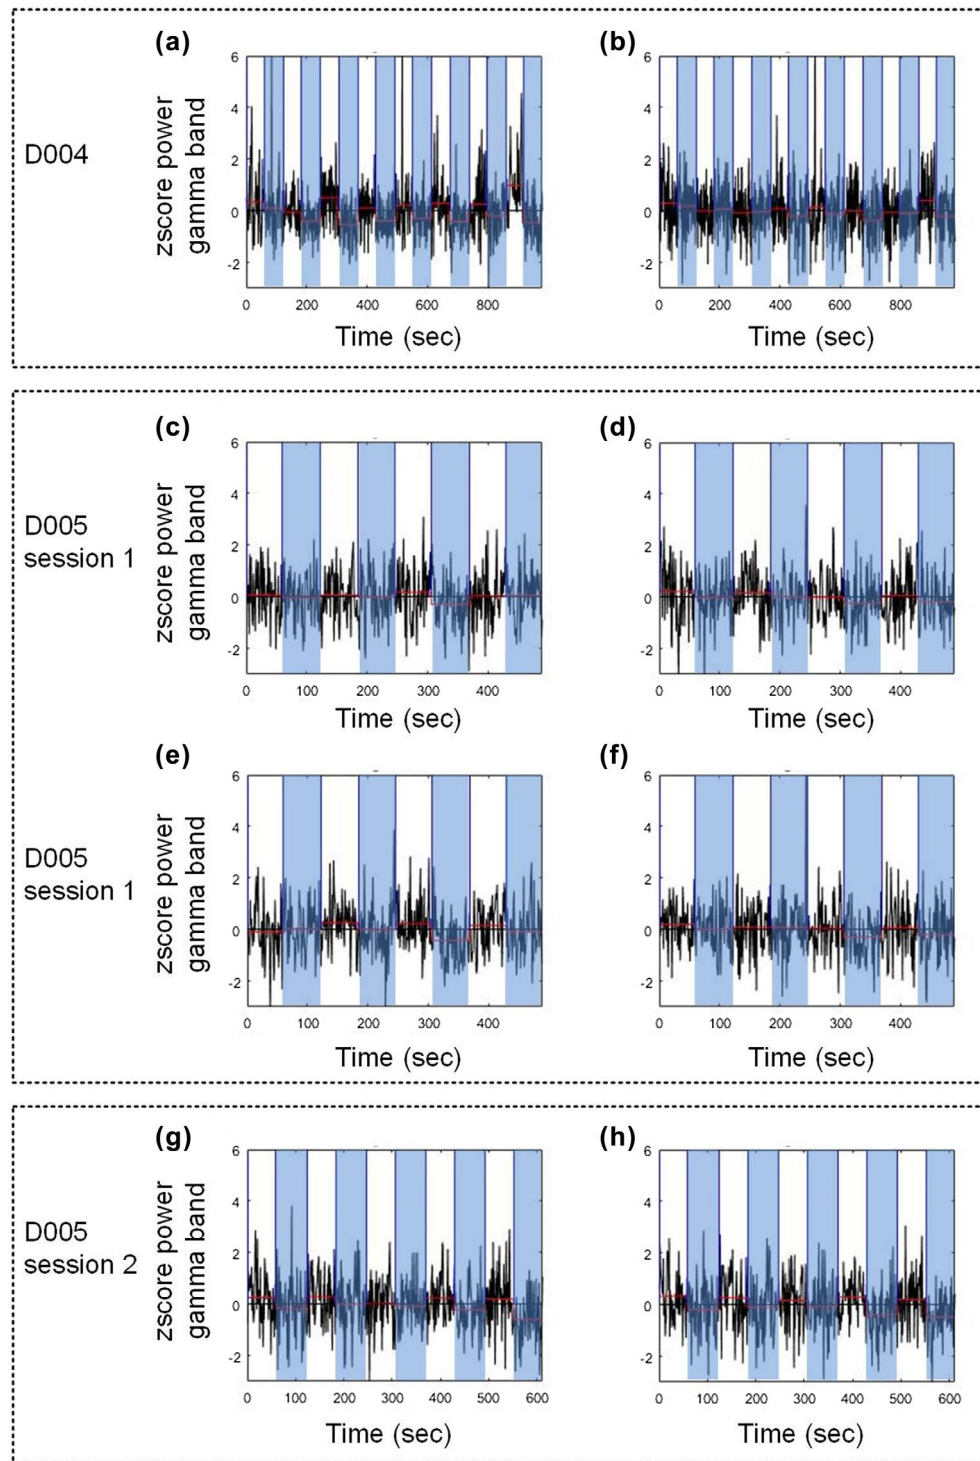 (a)
(b)
D004
zscore power
gamma band
6
4
2
0
-2
0 200 400 600 800
Time (sec)
6
4
2
0
-2
0 200 400 600 800
Time (sec)
(c)
(d)
D005
session 1
zscore power
gamma band
6
4
2
0
-2
0 100 200 300 400
Time (sec)
6
4
2
0
-2
0 100 200 300 400
Time (sec)
(e)
(f)
D005
session 1
zscore power
gamma band
6
4
2
0
-2
0 100 200 300 400
Time (sec)
6
4
2
0
-2
0 100 200 300 400
Time (sec)
(g)
(h)
D005
session 2
zscore power
gamma band
6
4
2
0
-2
0 100 200 300 400 500 600
Time (sec)
6
4
2
0
-2
0 100 200 300 400 500 600
Time (sec)